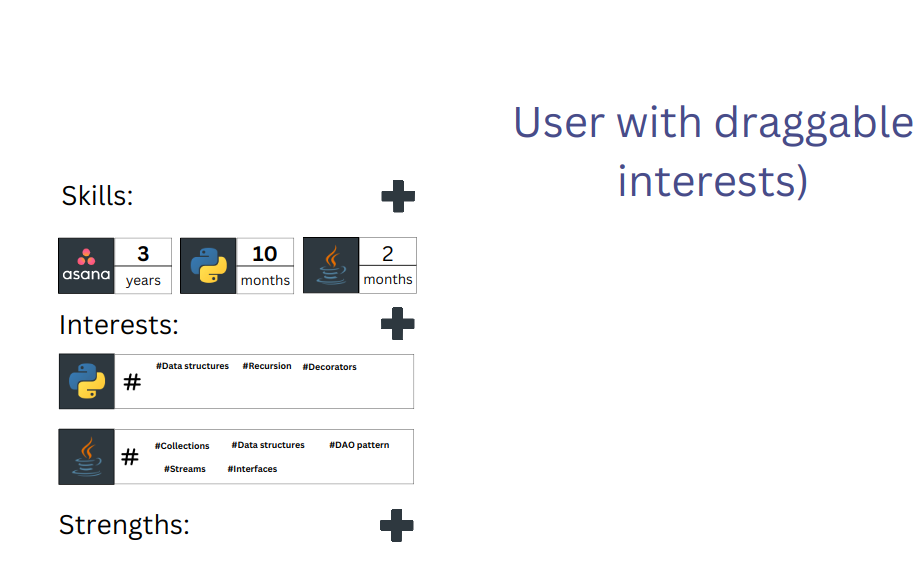 User with draggable
interests)
Skills:
asana
3
years
10
months
2
months
Interests:
# #Data structures #Recursion #Decorators
# #Collections #Data structures #DAO pattern
#Streams #Interfaces
Strengths: